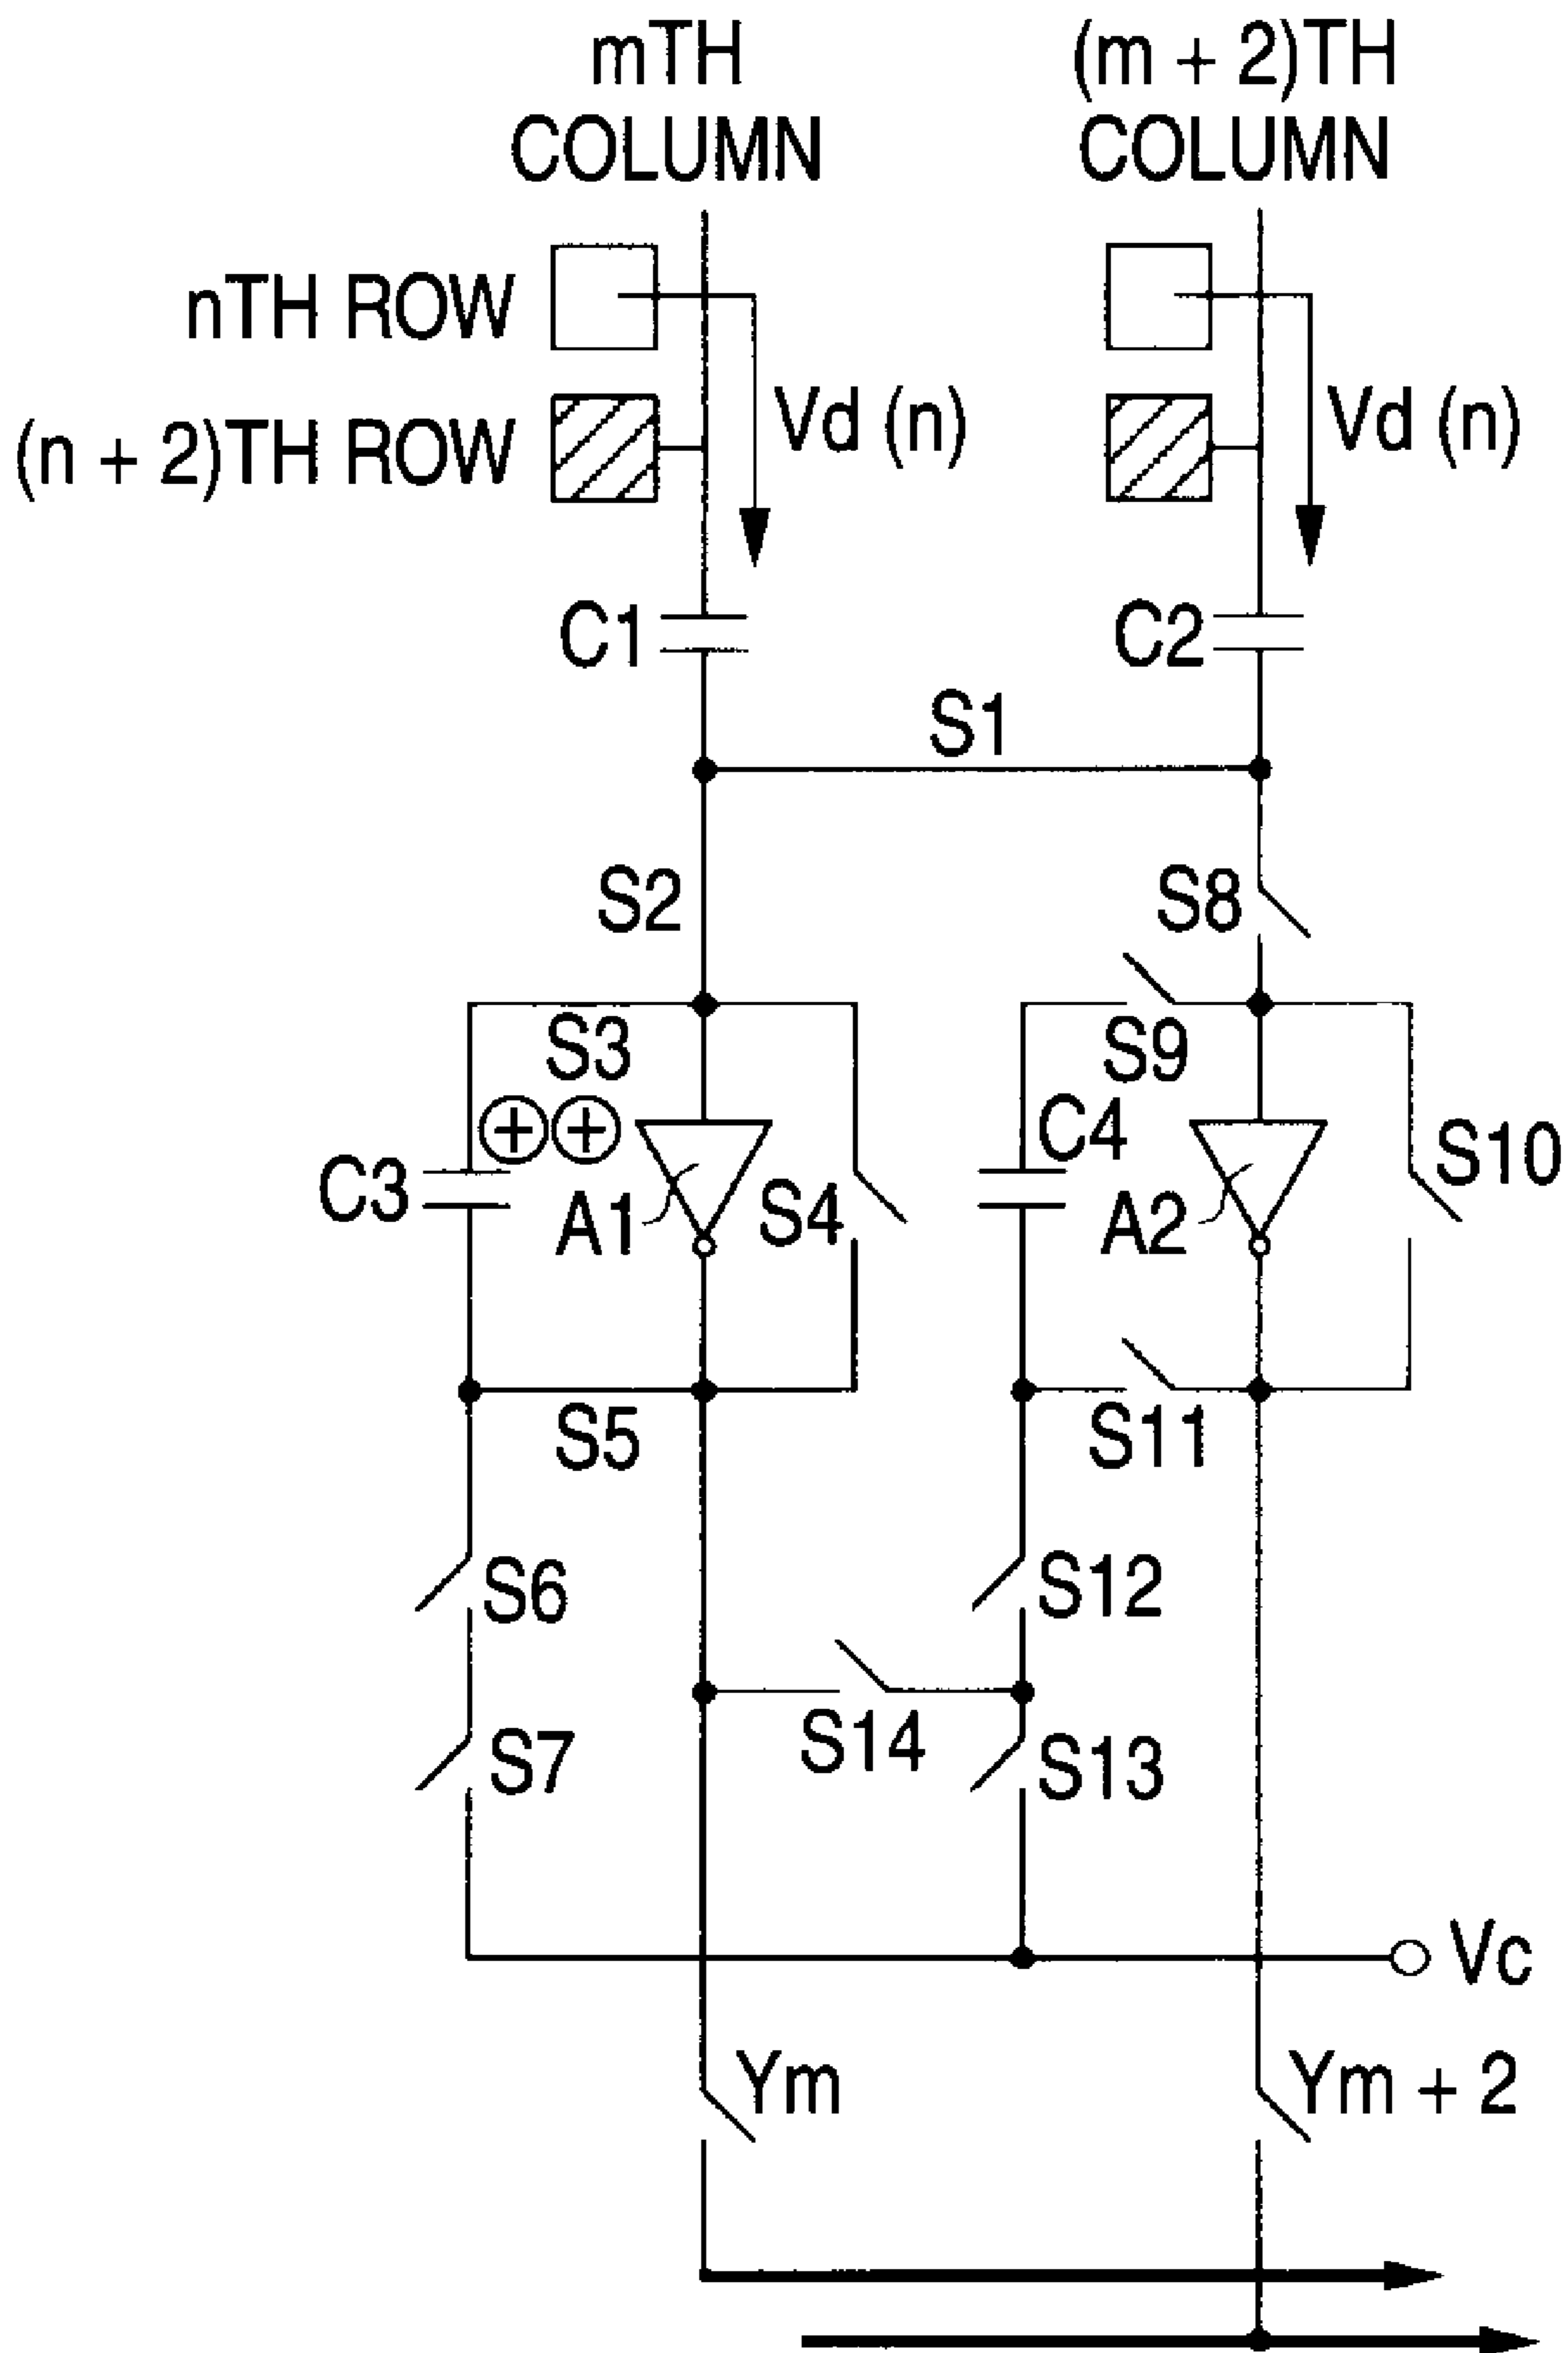 mTH
COLUMN
(m + 2)TH
COLUMN
nTH ROW
(n + 2)TH ROW
Vd (n)
Vd (n)
C1
C2
S1
S2
S8
S3
S9
C3
A1
S4
C4
A2
S10
S5
S11
S6
S12
S14
S7
S13
Vc
Ym
Ym + 2